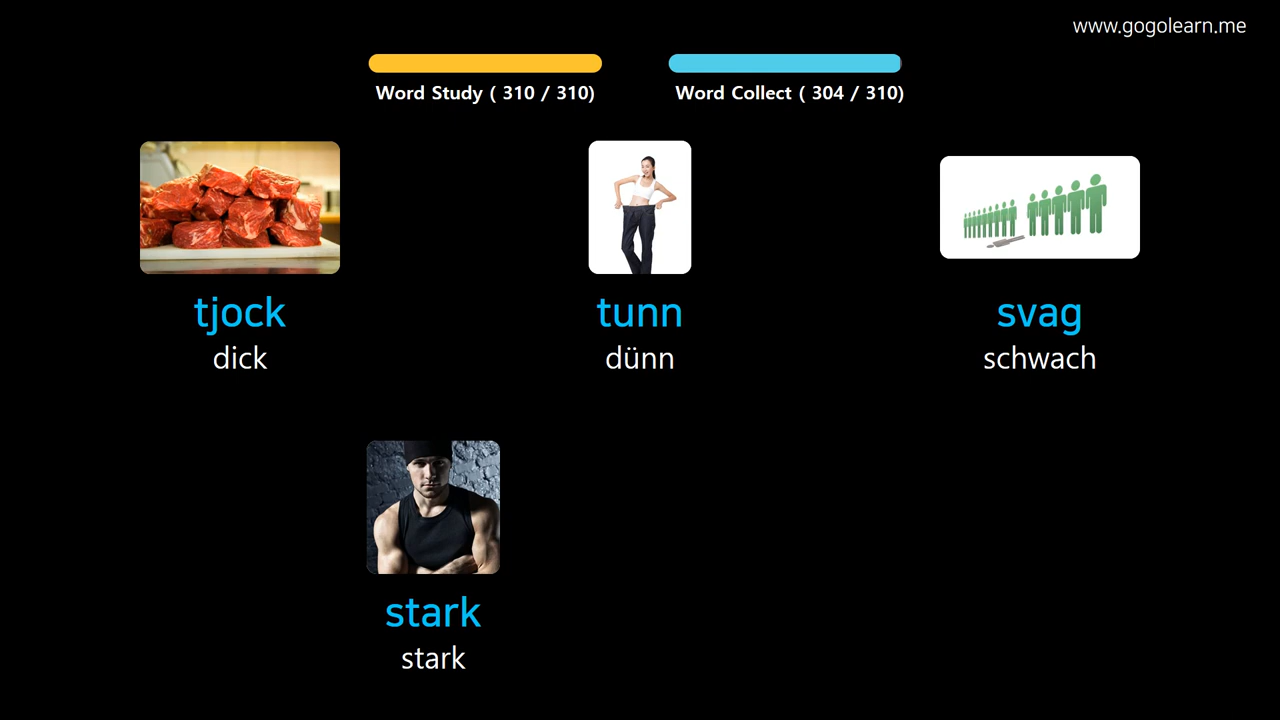 www.gogolearn.me
Word Study ( 310 / 310)
Word Collect ( 304 / 310)
tjock
dick
tunn
dünn
svag
schwach
stark
stark